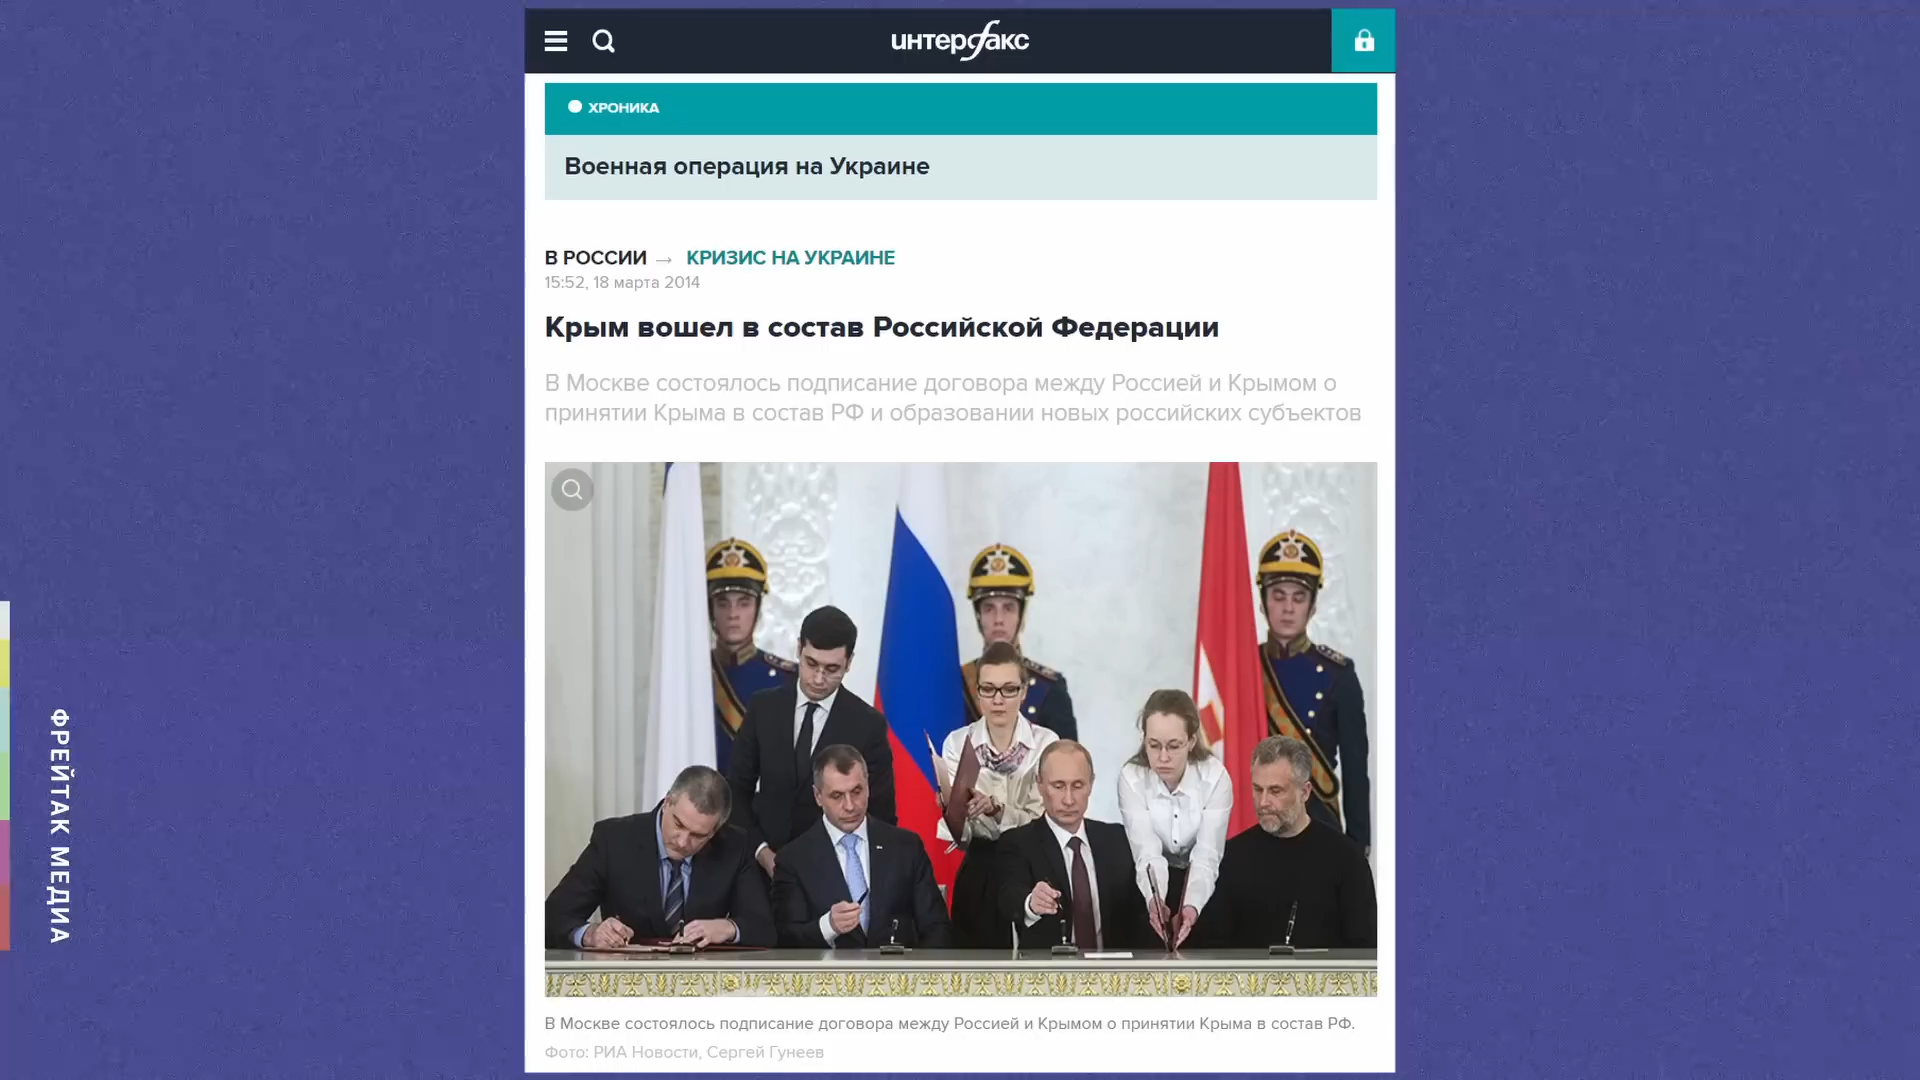 интерфакс
ХРОНИКА
Военная операция на Украине
В РОССИИ → КРИЗИС НА УКРАИНЕ
15:52, 18 марта 2014
Крым вошел в состав Российской Федерации
В Москве состоялось подписание договора между Россией и Крымом о
принятии Крыма в состав РФ и образовании новых российских субъектов
В Москве состоялось подписание договора между Россией и Крымом о принятии Крыма в состав РФ.
Фото: РИА Новости, Сергей Гунеев
ФРЕЙТАК МЕДИА